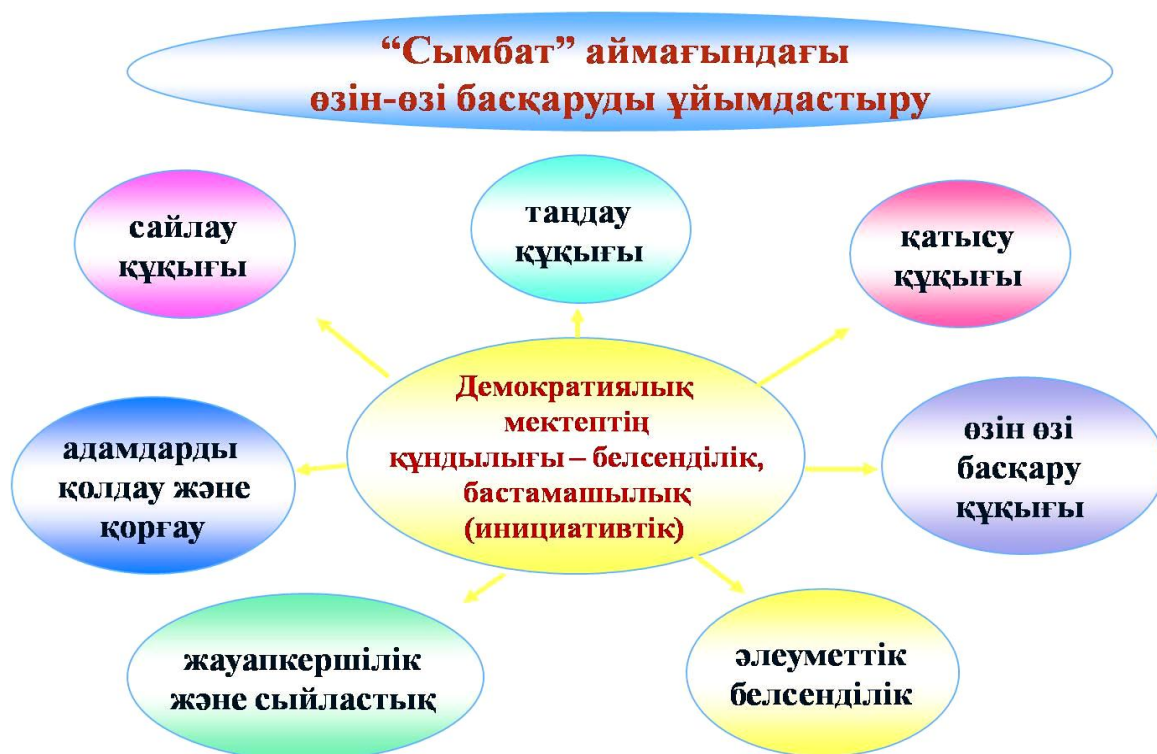 “Сымбат” аймағындағы
өзін-өзі басқаруды ұйымдастыру
сайлау
құқығы
таңдау
құқығы
қатысу
құқығы
Демократиялық
мектептің
құндылығы – белсенділік,
бастамашылық
(инициативтік)
адамдарды
қолдау және
қорғау
өзін өзі
басқару
құқығы
жауапкершілік
және сыйластық
әлеуметтік
белсенділік